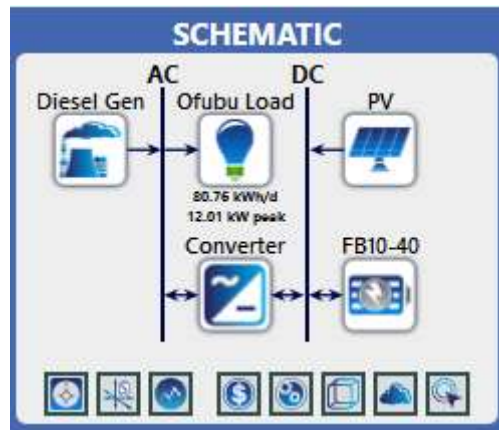 SCHEMATIC
AC DC
Diesel Gen Ofubu Load PV
80.76 kWh/d
12.01 kW peak
Converter FB10-40